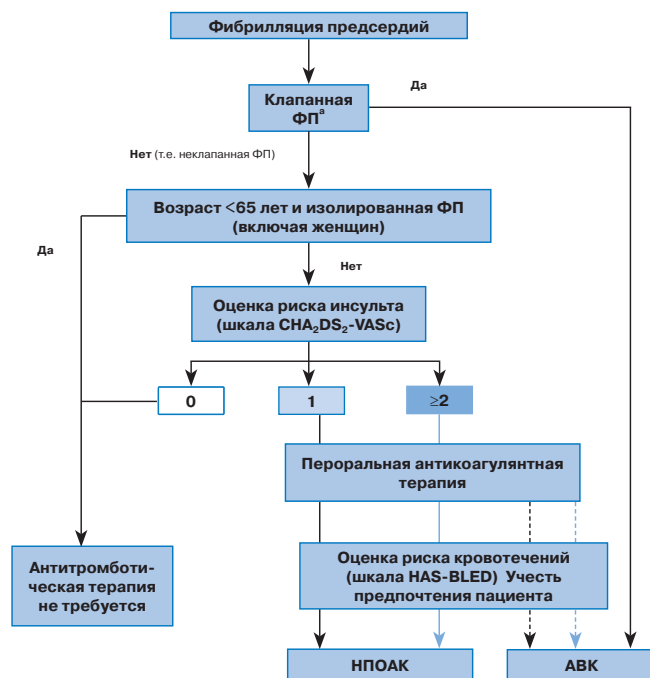 Фибрилляция предсердий
Да
Клапанная
ФПª
Нет (т.е. неклапанная ФП)
Возраст <65 лет и изолированная ФП
(включая женщин)
Да
Нет
Оценка риска инсульта
(шкала CHA₂DS₂-VASc)
0
1
≥2
Пероральная антикоагулянтная
терапия
Антитромботи-
ческая терапия
не требуется
Оценка риска кровотечений
(шкала HAS-BLED) Учесть
предпочтения пациента
НПОАК
АВК